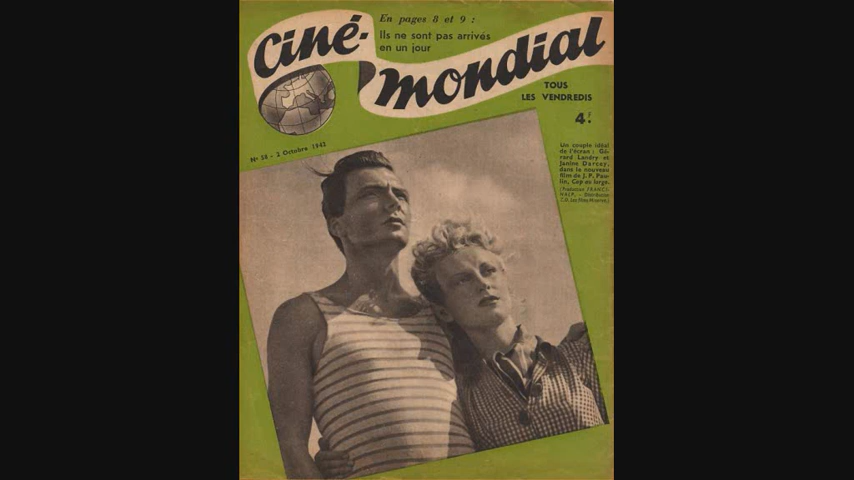 En pages 8 et 9 :
Ils ne sont pas arrivés
en un jour
Ciné-
mondial
TOUS
LES VENDREDIS
4F.
N° 58 - 2 Octobre 1942
Un couple idéal
de l'écran : Gé-
rard Landry et
Janine Darcey,
dans le nouveau
film de J. P. Pau-
lin, Cap au large.